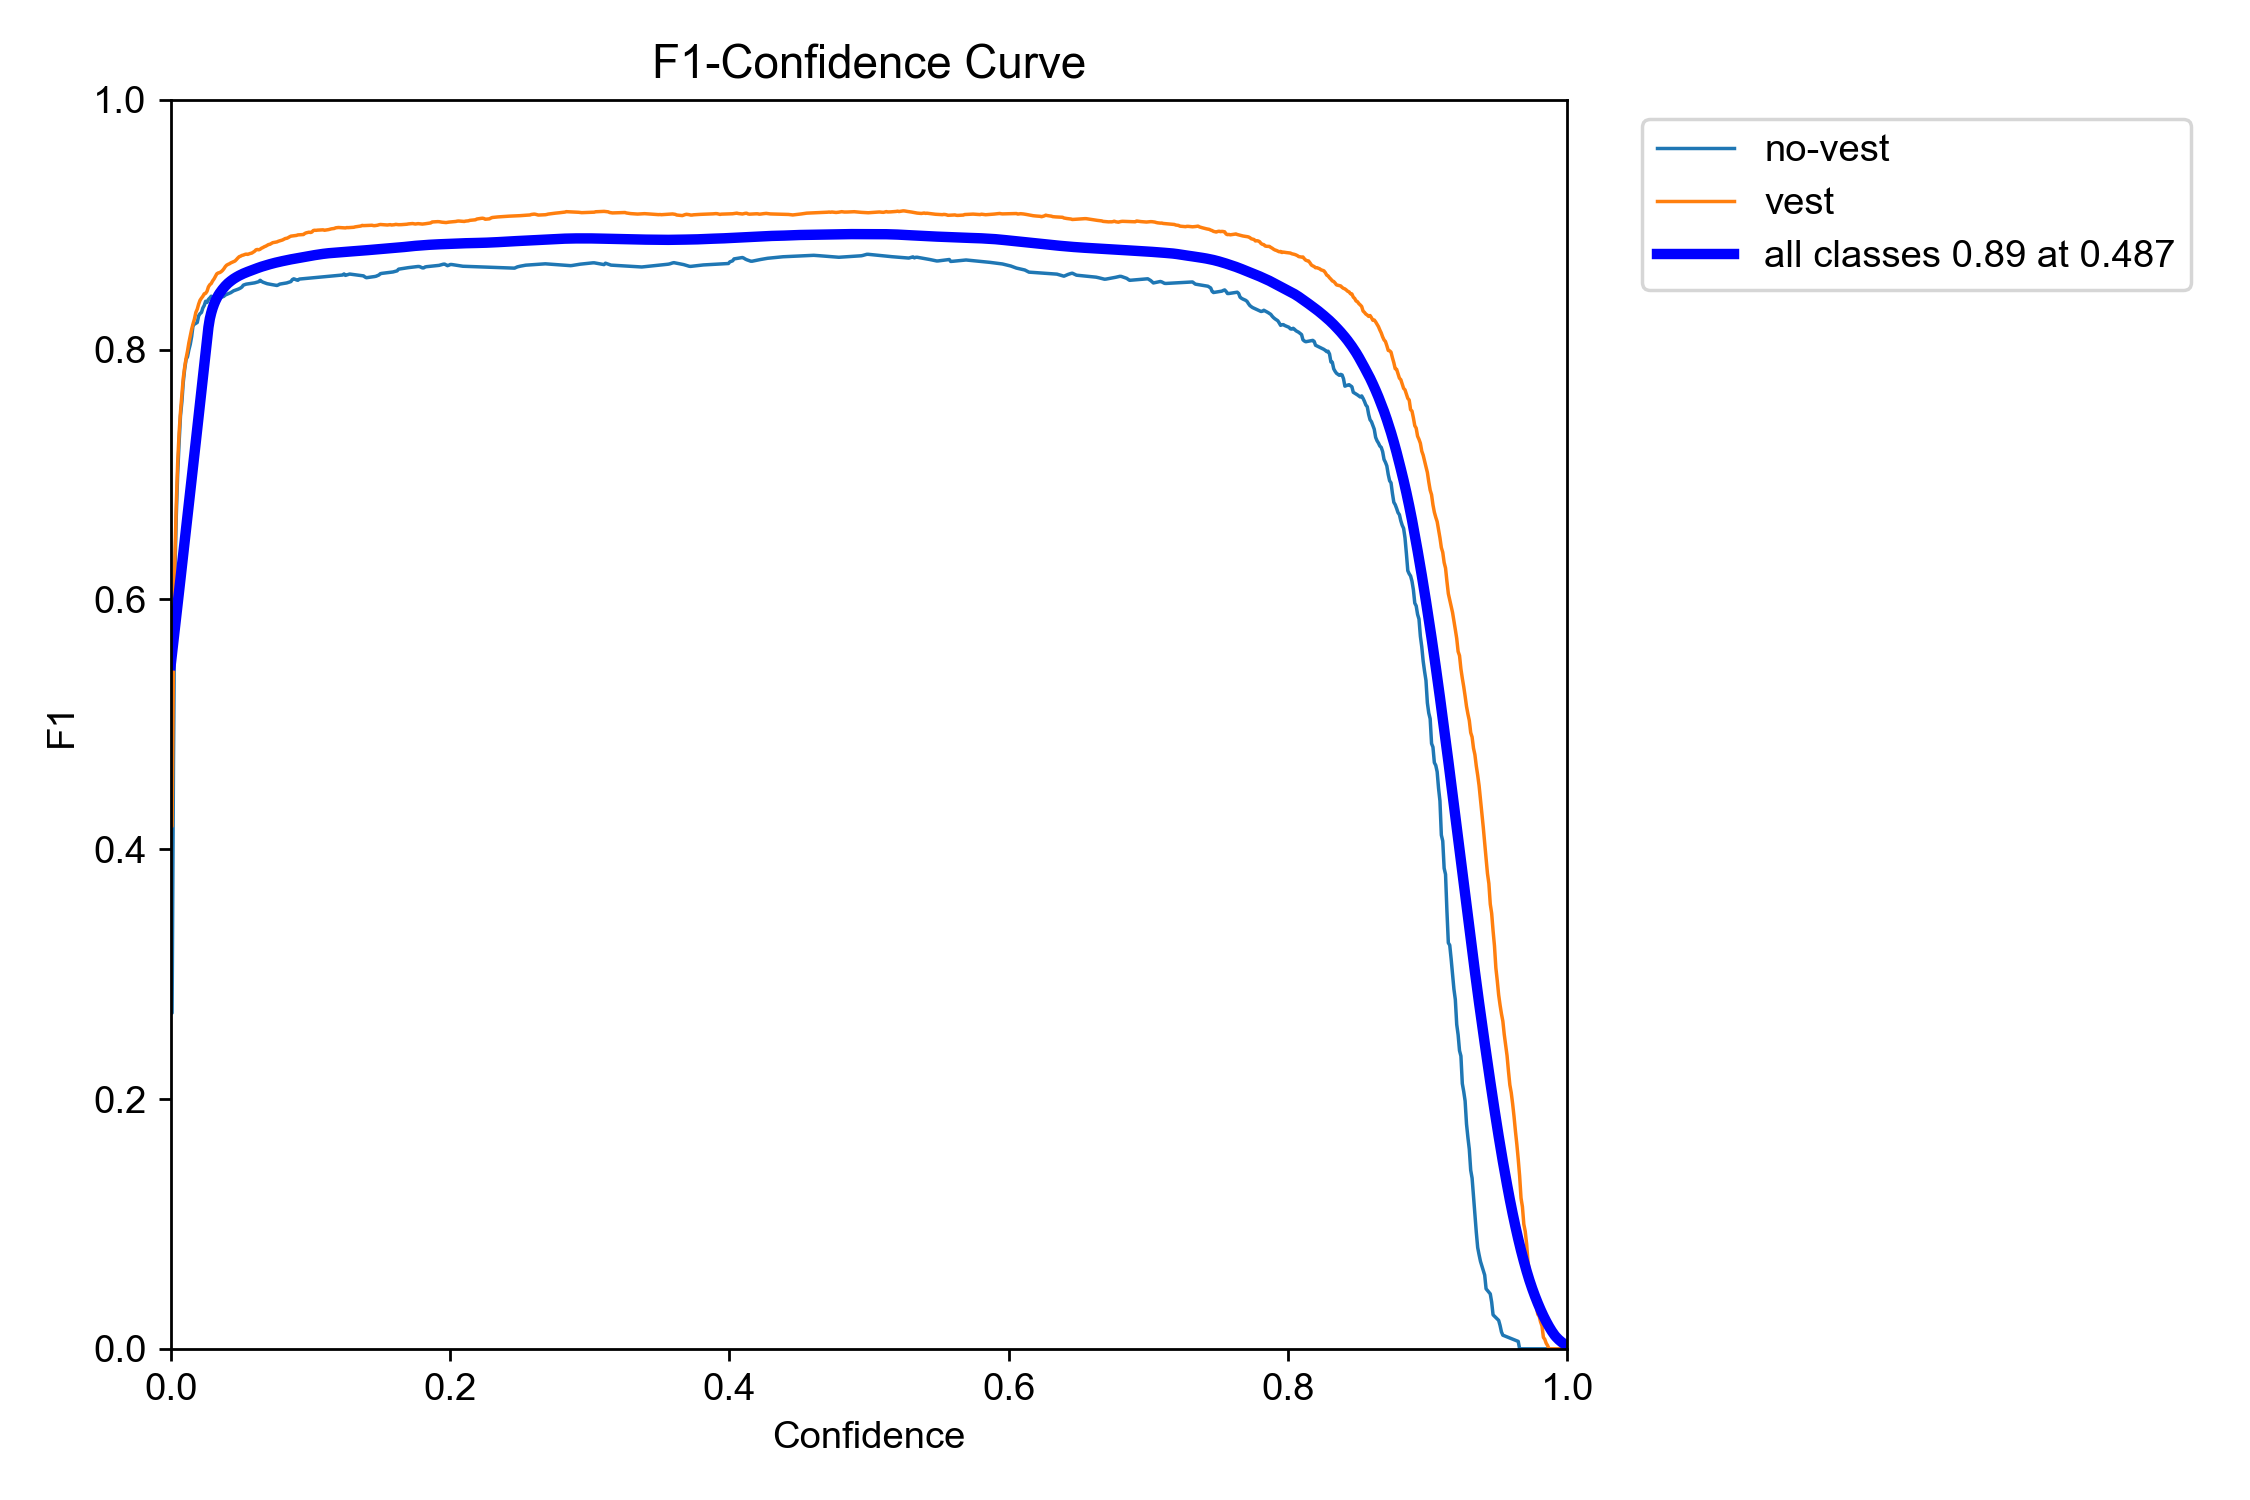 F1-Confidence Curve
1.0
0.8
0.6
0.4
0.2
0.0
F1
0.0 0.2 0.4 0.6 0.8 1.0
Confidence
no-vest
vest
all classes 0.89 at 0.487